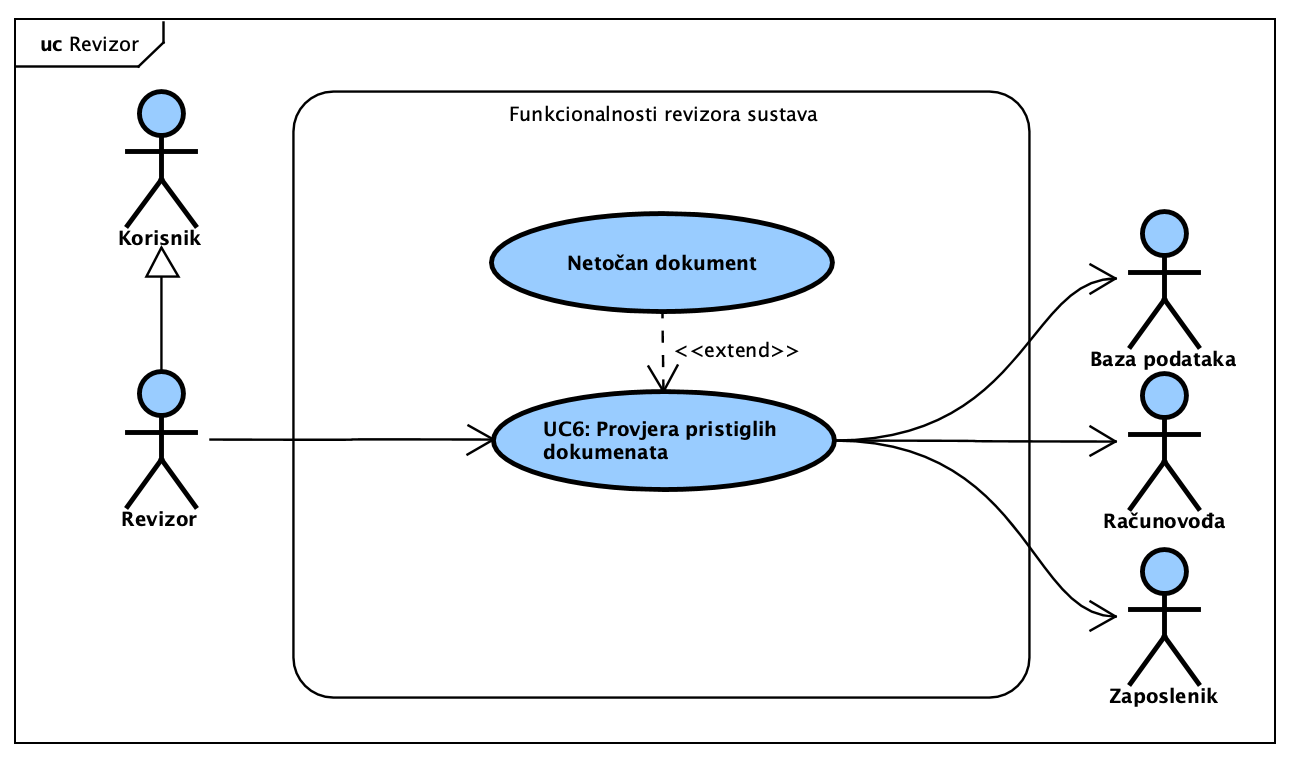 uc Revizor
Funkcionalnosti revizora sustava
Korisnik
Netočan dokument
<<extend>>
Baza podataka
UC6: Provjera pristiglih
dokumenata
Revizor
Računovođa
Zaposlenik